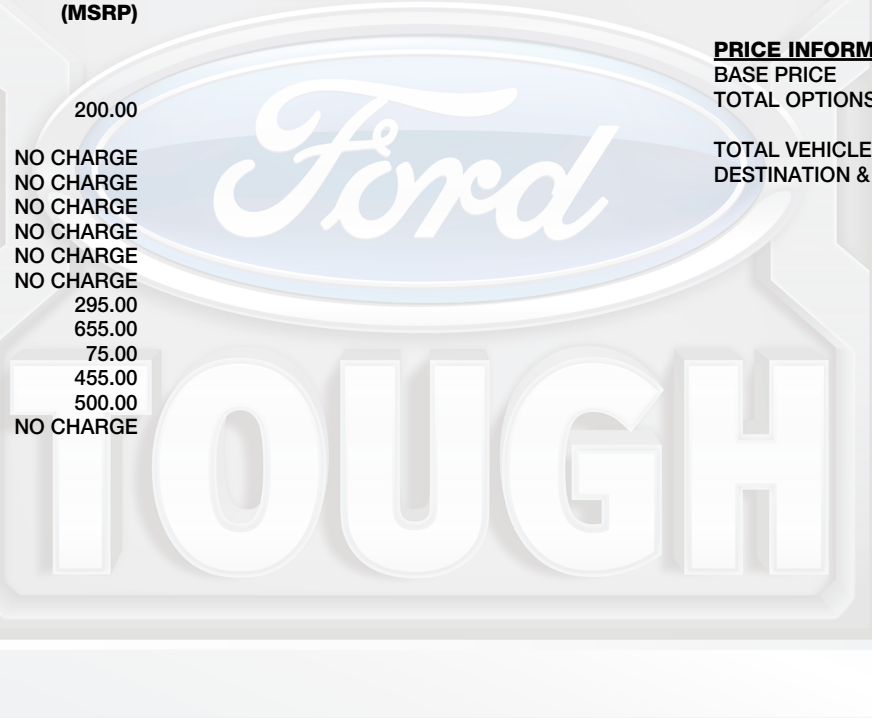 (MSRP)
200.00
NO CHARGE
NO CHARGE
NO CHARGE
NO CHARGE
NO CHARGE
NO CHARGE
295.00
655.00
75.00
455.00
500.00
NO CHARGE
PRICE INFORM
BASE PRICE
TOTAL OPTIONS
TOTAL VEHICLE
DESTINATION &
Ford
TOUGH